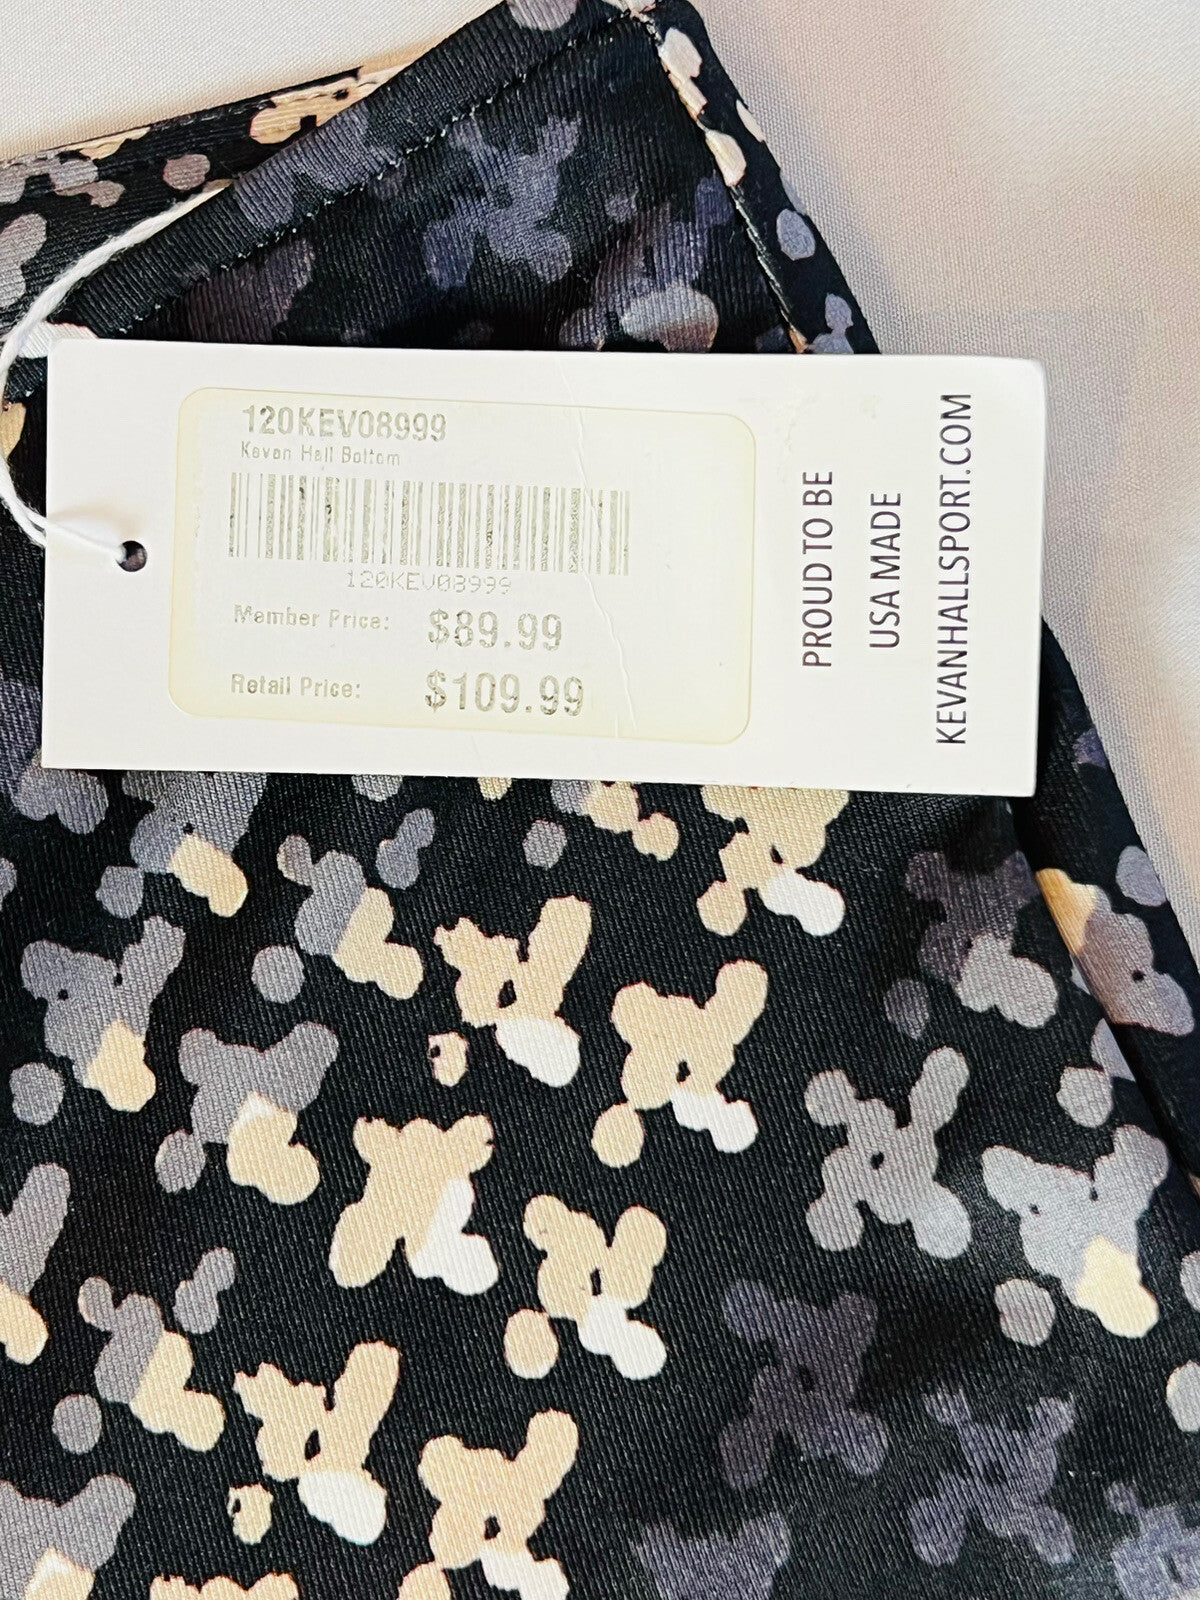 120KEV08999
Kevan Hall Bottom
120KEV08999
Member Price: $89.99
Retail Price: $109.99
PROUD TO BE
USA MADE
KEVANHALLSPORT.COM